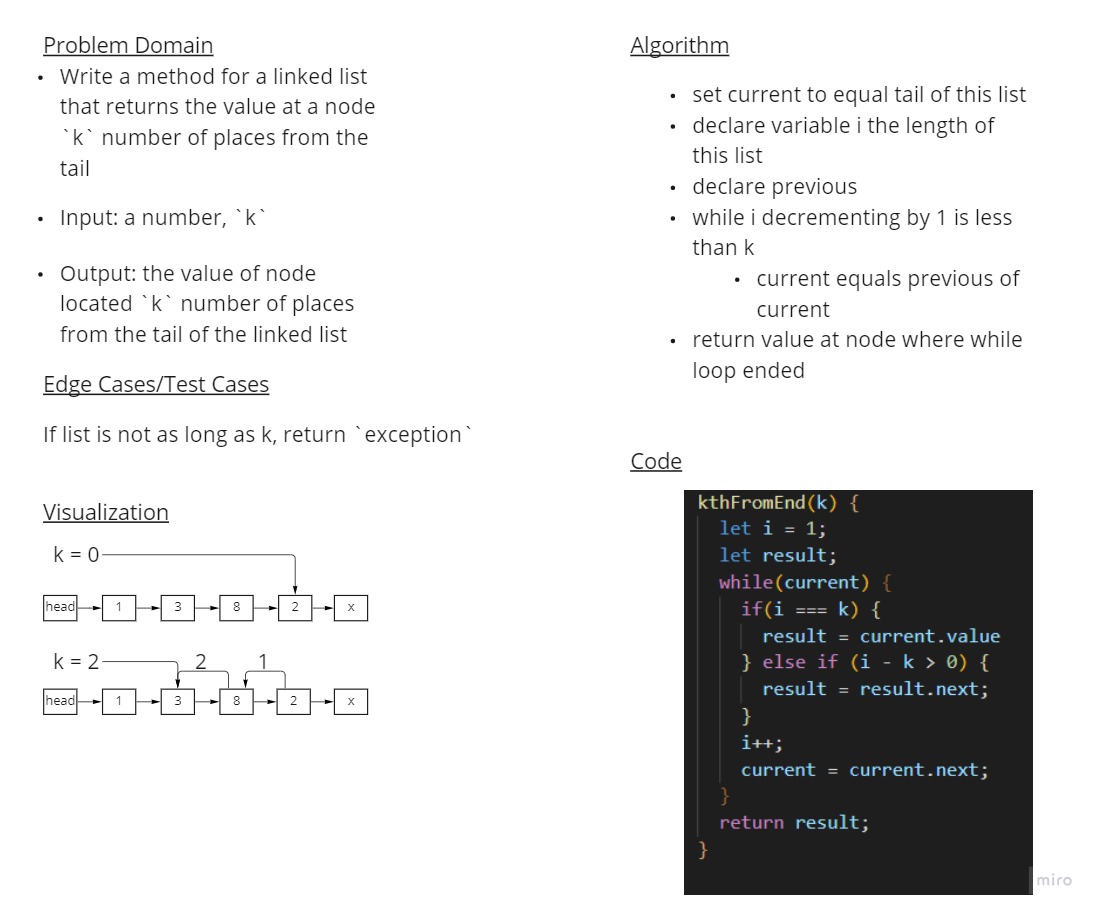 Problem Domain
• Write a method for a linked list
that returns the value at a node
`k` number of places from the
tail
• Input: a number, `k`
• Output: the value of node
located `k` number of places
from the tail of the linked list
Edge Cases/Test Cases
If list is not as long as k, return `exception`
Visualization
k = 0
head 1 3 8 2 x
k = 2 2 1
head 1 3 8 2 x
Algorithm
• set current to equal tail of this list
• declare variable i the length of
this list
• declare previous
• while i decrementing by 1 is less
than k
• current equals previous of
current
• return value at node where while
loop ended
Code
kthFromEnd(k) {
let i = 1;
let result;
while(current) {
if(i === k) {
result = current.value
} else if (i - k > 0) {
result = result.next;
}
i++;
current = current.next;
}
return result;
}
miro